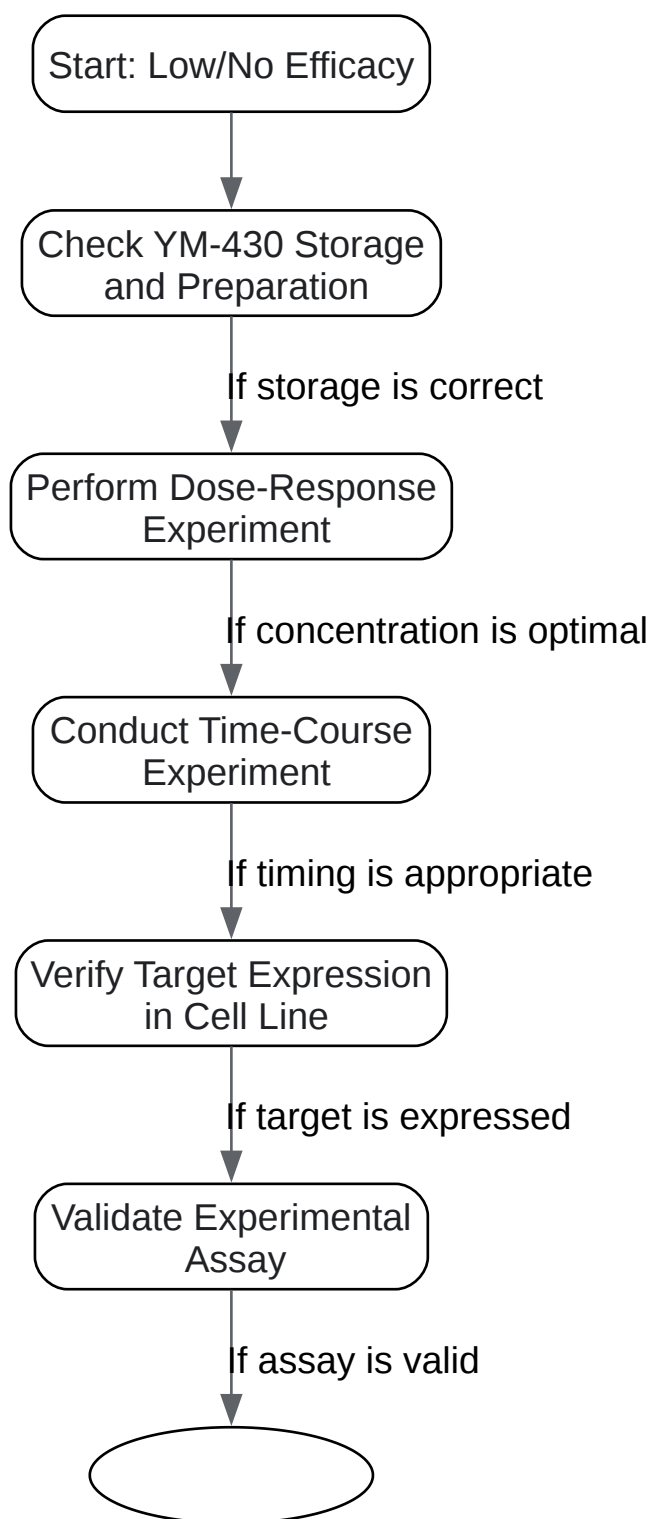 Start: Low/No Efficacy
Check YM-430 Storage
and Preparation
If storage is correct
Perform Dose-Response
Experiment
If concentration is optimal
Conduct Time-Course
Experiment
If timing is appropriate
Verify Target Expression
in Cell Line
If target is expressed
Validate Experimental
Assay
If assay is valid